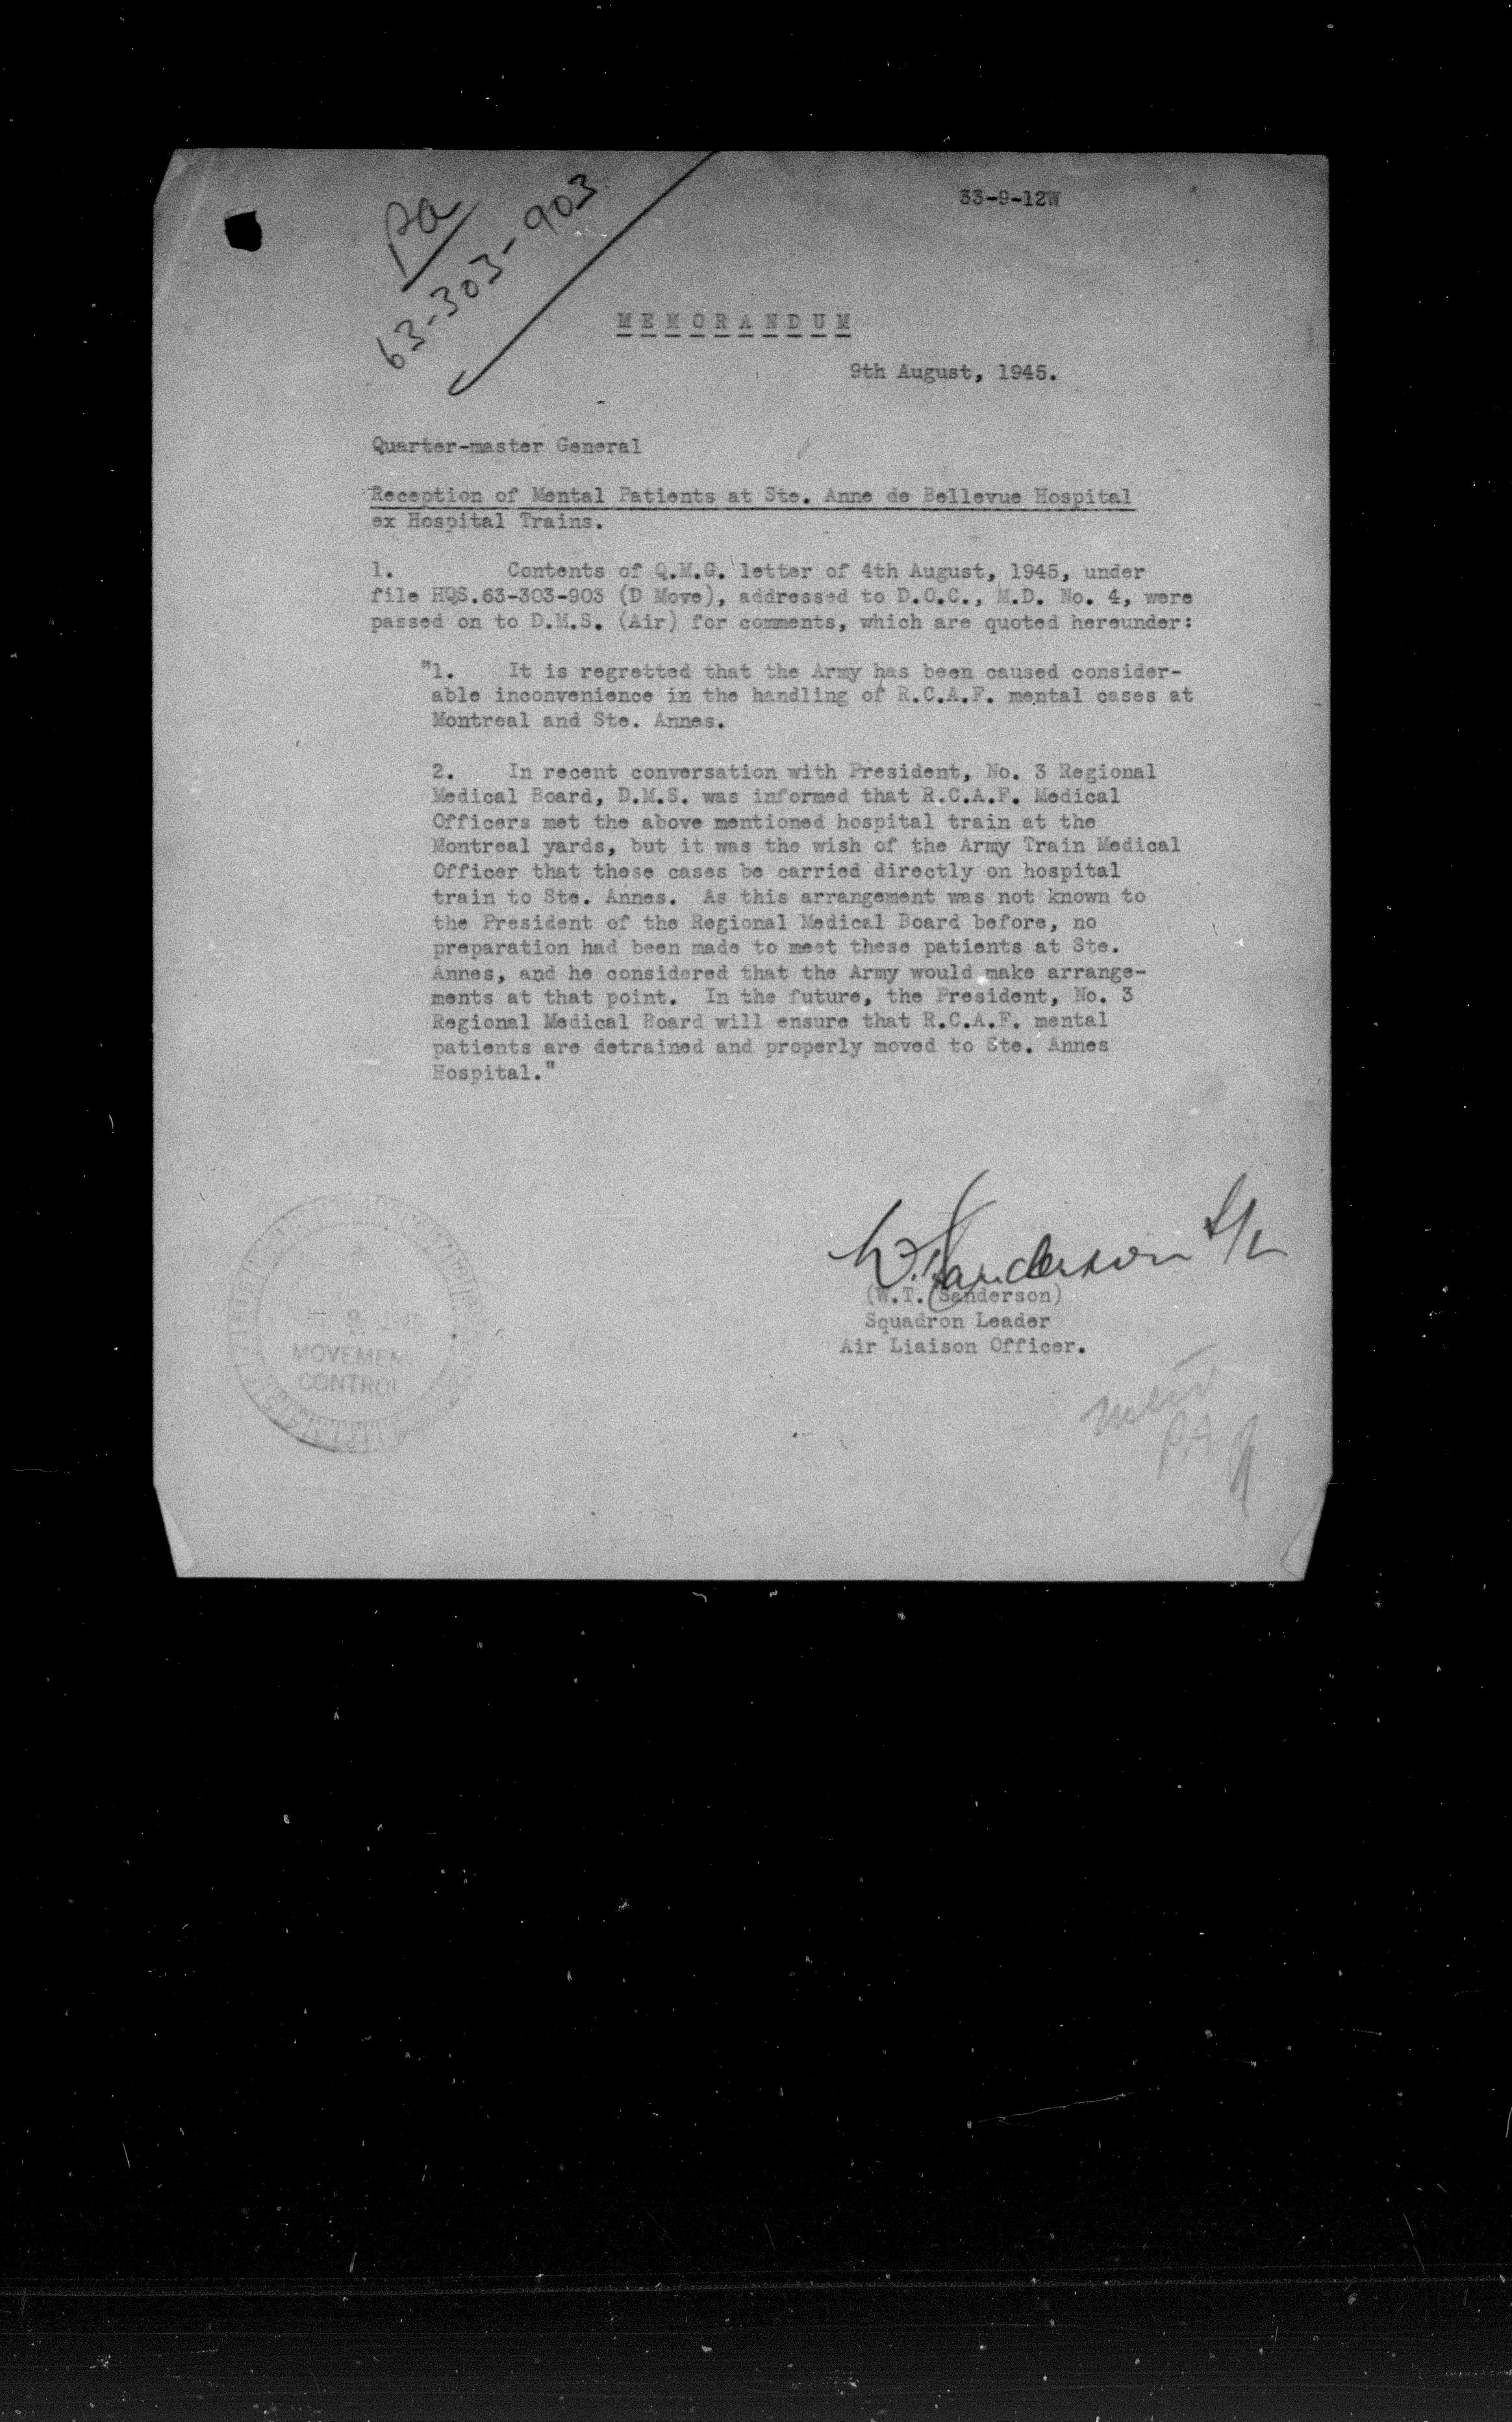 33-9-12W
PA
63-303-903
MEMORANDUM
9th August, 1945.
Quarter-master General
Reception of Mental Patients at Ste. Anne de Bellevue Hospital
ex Hospital Trains.
1. Contents of Q.M.G. letter of 4th August, 1945, under
file HQS.63-303-903 (D Move), addressed to D.O.C., M.D. No. 4, were
passed on to D.M.S. (Air) for comments, which are quoted hereunder:
"1. It is regretted that the Army has been caused consider-
able inconvenience in the handling of R.C.A.F. mental cases at
Montreal and Ste. Annes.
2. In recent conversation with President, No. 3 Regional
Medical Board, D.M.S. was informed that R.C.A.F. Medical
Officers met the above mentioned hospital train at the
Montreal yards, but it was the wish of the Army Train Medical
Officer that these cases be carried directly on hospital
train to Ste. Annes. As this arrangement was not known to
the President of the Regional Medical Board before, no
preparation had been made to meet these patients at Ste.
Annes, and he considered that the Army would make arrange-
ments at that point. In the future, the President, No. 3
Regional Medical Board will ensure that R.C.A.F. mental
patients are detrained and properly moved to Ste. Annes
Hospital."
W.T. Sanderson S/L
(W.T. Sanderson)
Squadron Leader
Air Liaison Officer.
MOVEMEN
CONTROL
PA